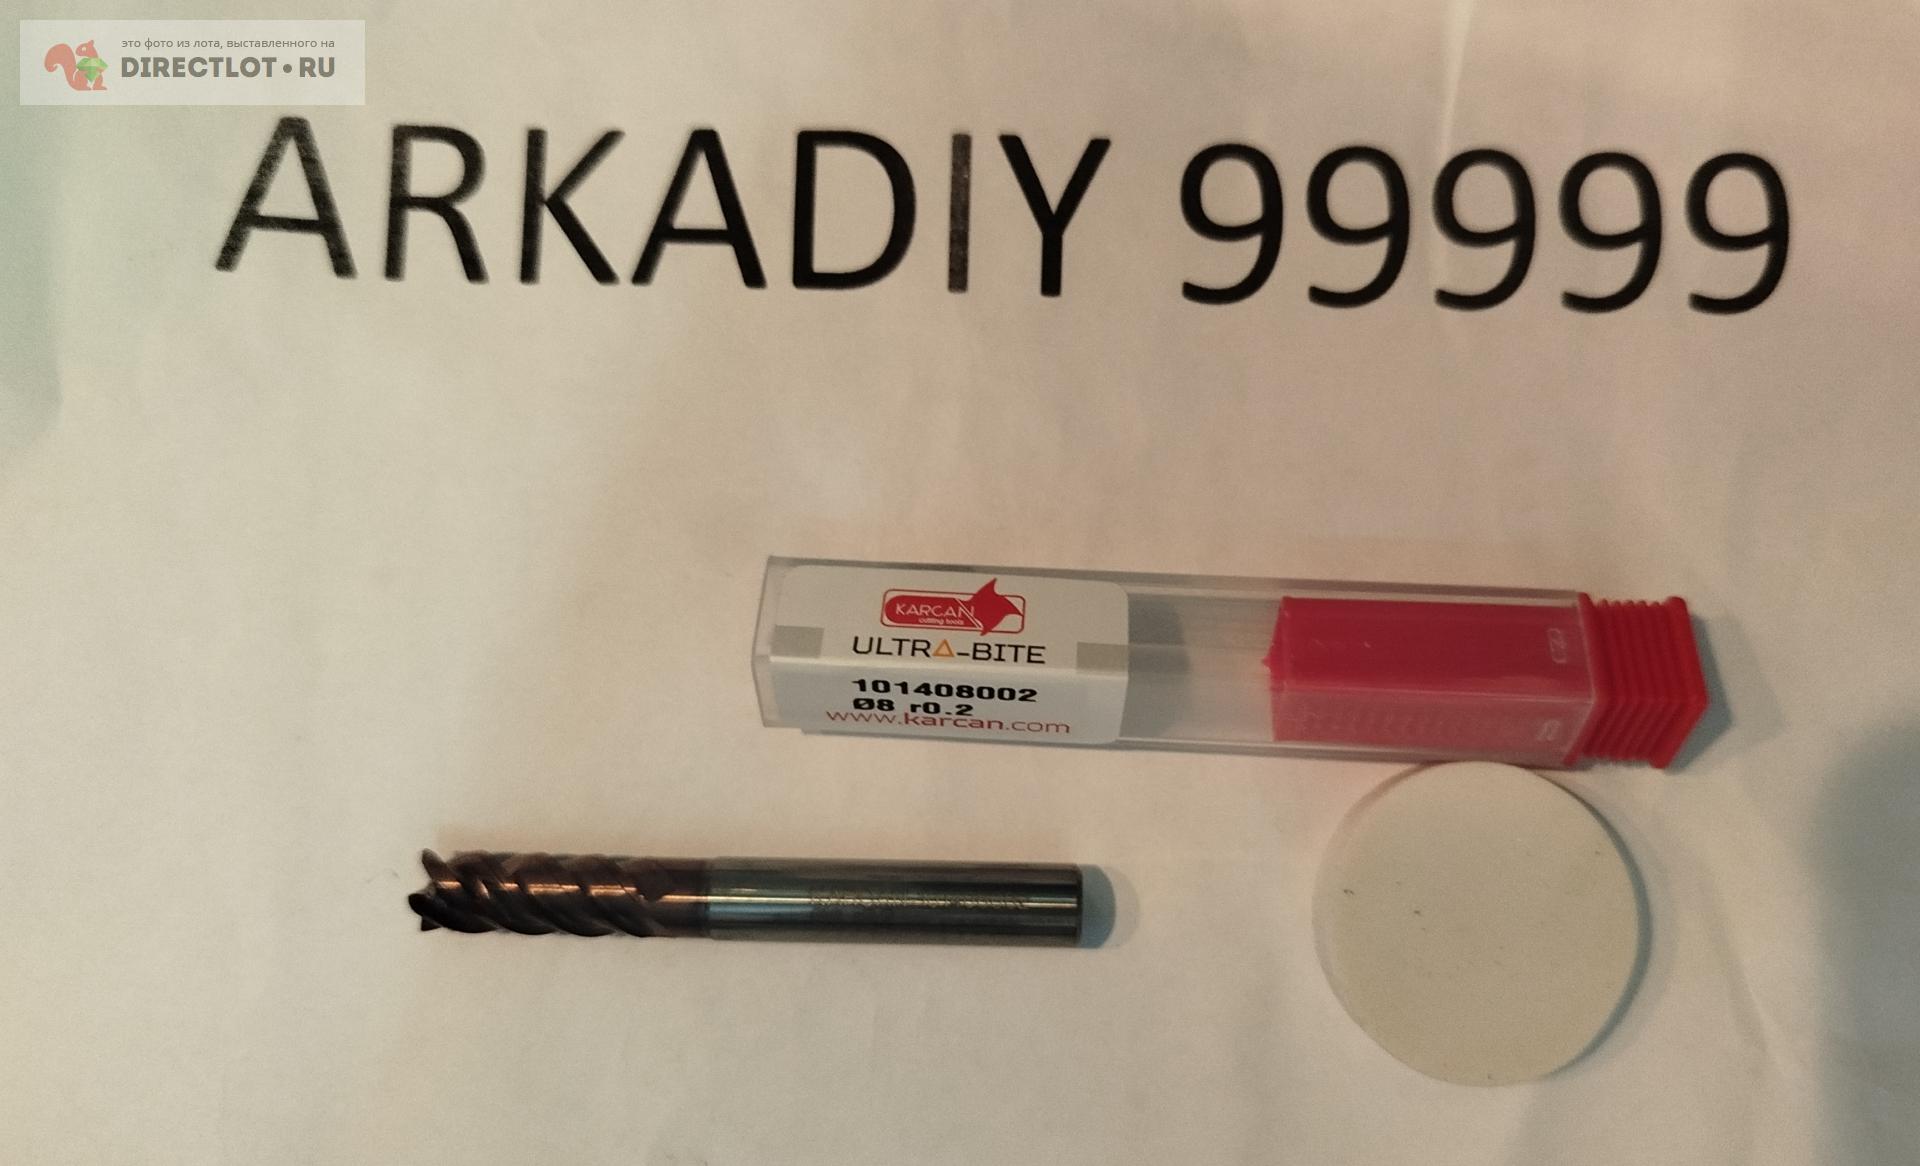 это фото из лота, выставленного на
DIRECTLOT•RU
ARKADIY 99999
KARCAN
cutting tools
ULTRA-BITE
101408002
Ø8 r0.2
www.karcan.com